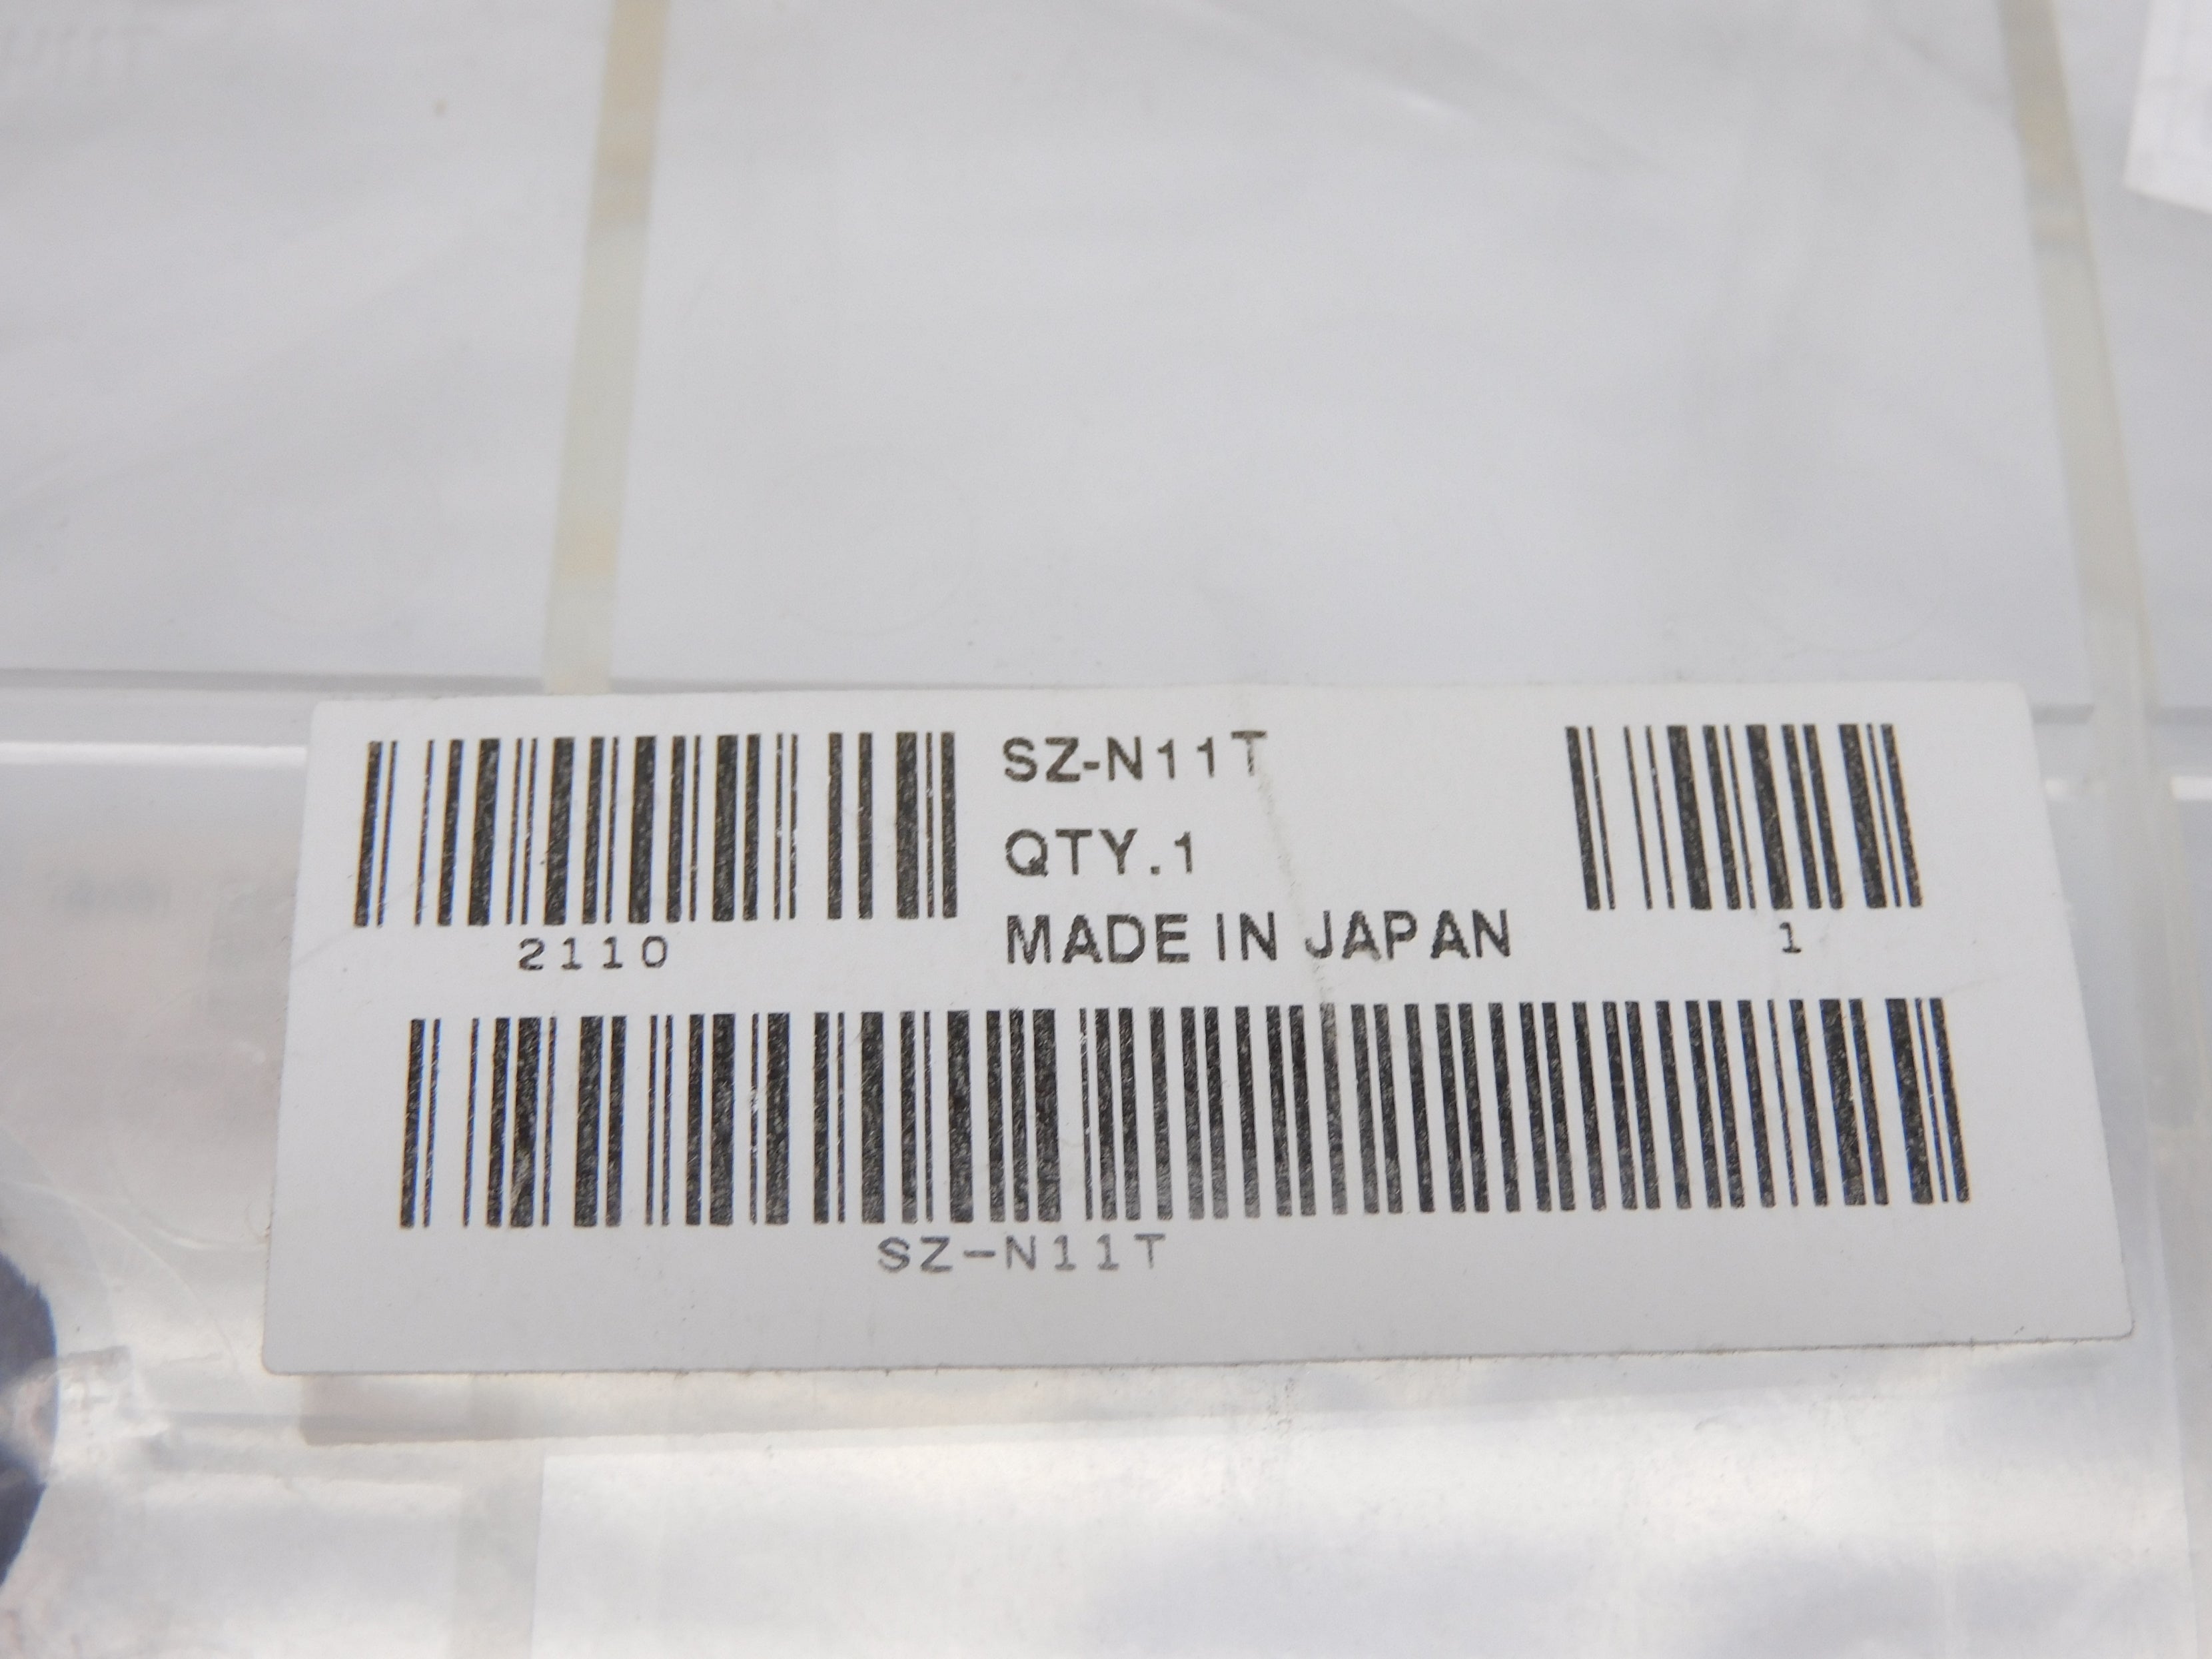 SZ-N11T
QTY.1
MADE IN JAPAN
2110
1
SZ-N11T